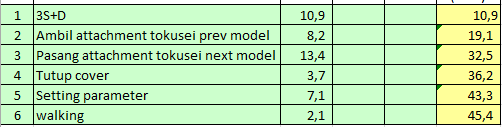 1 3S+D 10,9 10,9
2 Ambil attachment tokusei prev model 8,2 19,1
3 Pasang attachment tokusei next model 13,4 32,5
4 Tutup cover 3,7 36,2
5 Setting parameter 7,1 43,3
6 walking 2,1 45,4